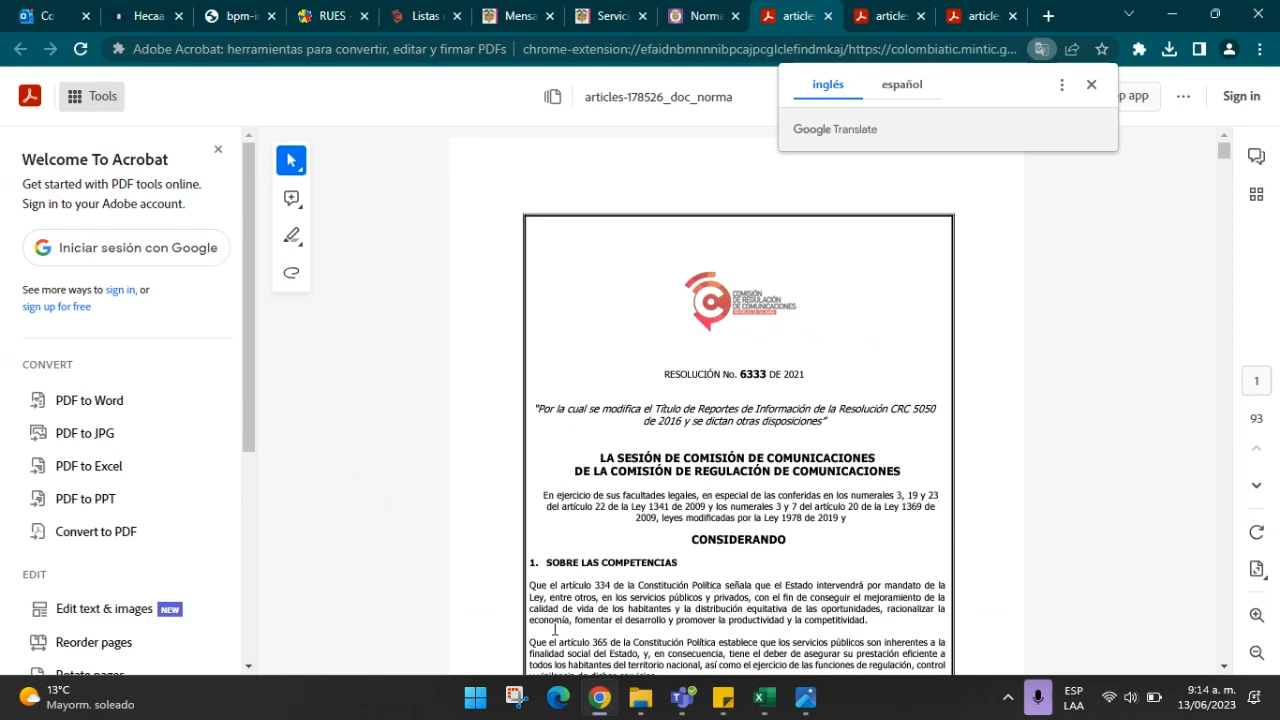 Co
Hecaa
bpm-i
RUES -
Listas
Mensa
Servici
Norma
articles
articles
articles
Adobe Acrobat: herramientas para convertir, editar y firmar PDFs
chrome-extension://efaidnbmnnnibpcajpcglclefindmkaj/https://colombiatic.mintic.g...
Tools
articles-178526_doc_norma
inglés
español
Google Translate
p app
Sign in
Welcome To Acrobat
Get started with PDF tools online.
Sign in to your Adobe account.
Iniciar sesión con Google
See more ways to sign in, or
sign up for free
CONVERT
PDF to Word
PDF to JPG
PDF to Excel
PDF to PPT
Convert to PDF
EDIT
Edit text & images NEW
Reorder pages
Rotate pages
COMISIÓN
DE REGULACIÓN
DE COMUNICACIONES
REPÚBLICA DE COLOMBIA
RESOLUCIÓN No. 6333 DE 2021
"Por la cual se modifica el Título de Reportes de Información de la Resolución CRC 5050
de 2016 y se dictan otras disposiciones"
LA SESIÓN DE COMISIÓN DE COMUNICACIONES
DE LA COMISIÓN DE REGULACIÓN DE COMUNICACIONES
En ejercicio de sus facultades legales, en especial de las conferidas en los numerales 3, 19 y 23
del artículo 22 de la Ley 1341 de 2009 y los numerales 3 y 7 del artículo 20 de la Ley 1369 de
2009, leyes modificadas por la Ley 1978 de 2019 y
CONSIDERANDO
1. SOBRE LAS COMPETENCIAS
Que el artículo 334 de la Constitución Política señala que el Estado intervendrá por mandato de la
Ley, entre otros, en los servicios públicos y privados, con el fin de conseguir el mejoramiento de la
calidad de vida de los habitantes y la distribución equitativa de las oportunidades, racionalizar la
economía, fomentar el desarrollo y promover la productividad y la competitividad.
Que el artículo 365 de la Constitución Política establece que los servicios públicos son inherentes a la
finalidad social del Estado, y, en consecuencia, tiene el deber de asegurar su prestación eficiente a
todos los habitantes del territorio nacional, así como el ejercicio de las funciones de regulación, control
y vigilancia de dichos servicios.
1
93
13°C
Mayorm. soleado
ESP
LAA
9:14 a. m.
13/06/2023